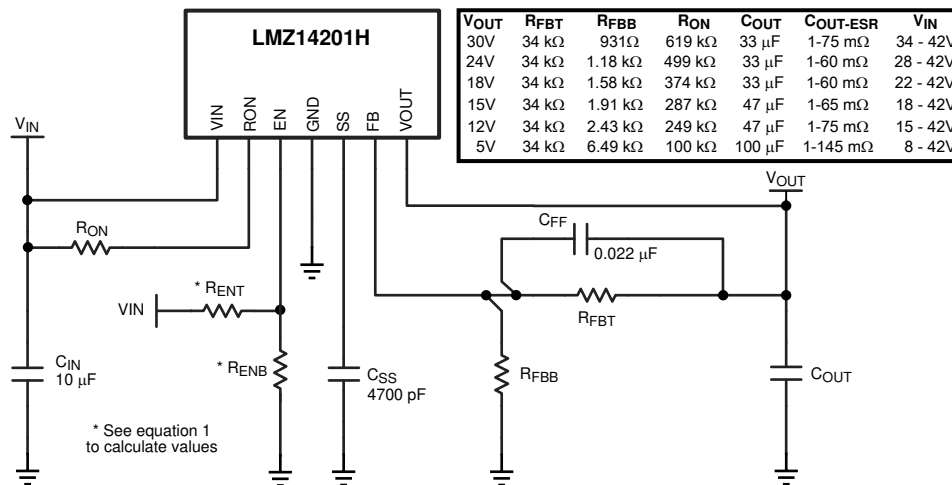 LMZ14201H
VIN
RON
EN
GND
SS
FB
VOUT
VOUT RFBT RFBB RON COUT COUT-ESR VIN
30V 34 kΩ 931Ω 619 kΩ 33 μF 1-75 mΩ 34 - 42V
24V 34 kΩ 1.18 kΩ 499 kΩ 33 μF 1-60 mΩ 28 - 42V
18V 34 kΩ 1.58 kΩ 374 kΩ 33 μF 1-60 mΩ 22 - 42V
15V 34 kΩ 1.91 kΩ 287 kΩ 47 μF 1-65 mΩ 18 - 42V
12V 34 kΩ 2.43 kΩ 249 kΩ 47 μF 1-75 mΩ 15 - 42V
5V 34 kΩ 6.49 kΩ 100 kΩ 100 μF 1-145 mΩ 8 - 42V
VIN
VOUT
RON
CFF
0.022 μF
* RENT
VIN
RFBT
CIN
10 μF
* RENB
CSS
4700 pF
RFBB
COUT
* See equation 1
to calculate values